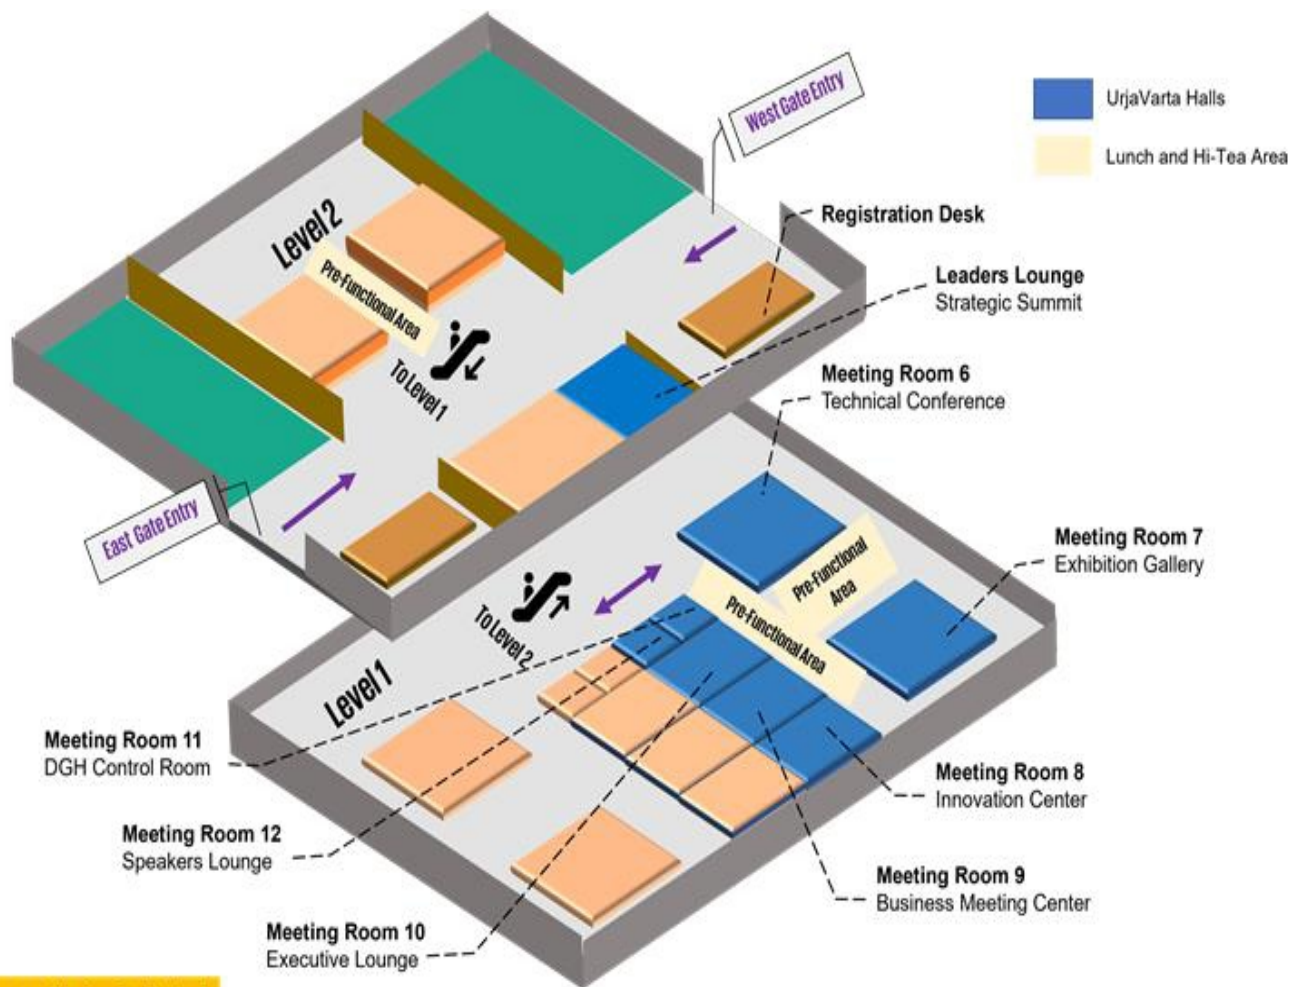 West Gate Entry
UrjaVarta Halls
Lunch and Hi-Tea Area
Registration Desk
Leaders Lounge
Strategic Summit
Level 2
Pre-Functional Area
To Level 1
Meeting Room 6
Technical Conference
East Gate Entry
Meeting Room 7
Exhibition Gallery
Pre-Functional
Area
Pre-Functional Area
To Level 2
Level 1
Meeting Room 11
DGH Control Room
Meeting Room 8
Innovation Center
Meeting Room 12
Speakers Lounge
Meeting Room 9
Business Meeting Center
Meeting Room 10
Executive Lounge